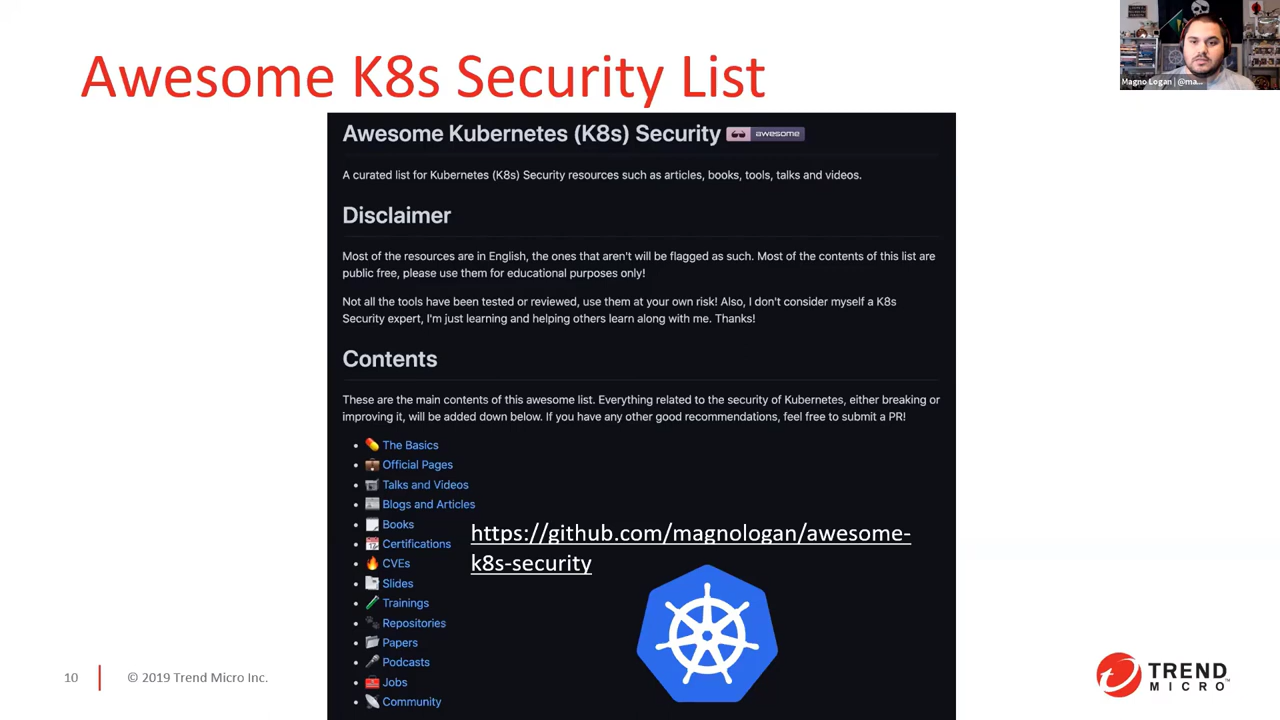 Awesome K8s Security List
Magno Logan | @ma...
Awesome Kubernetes (K8s) Security
awesome
A curated list for Kubernetes (K8s) Security resources such as articles, books, tools, talks and videos.
Disclaimer
Most of the resources are in English, the ones that aren't will be flagged as such. Most of the contents of this list are
public free, please use them for educational purposes only!
Not all the tools have been tested or reviewed, use them at your own risk! Also, I don't consider myself a K8s
Security expert, I'm just learning and helping others learn along with me. Thanks!
Contents
These are the main contents of this awesome list. Everything related to the security of Kubernetes, either breaking or
improving it, will be added down below. If you have any other good recommendations, feel free to submit a PR!
The Basics
Official Pages
Talks and Videos
Blogs and Articles
Books
Certifications
CVEs
Slides
Trainings
Repositories
Papers
Podcasts
Jobs
Community
https://github.com/magnologan/awesome-
k8s-security
10
© 2019 Trend Micro Inc.
TREND
MICRO